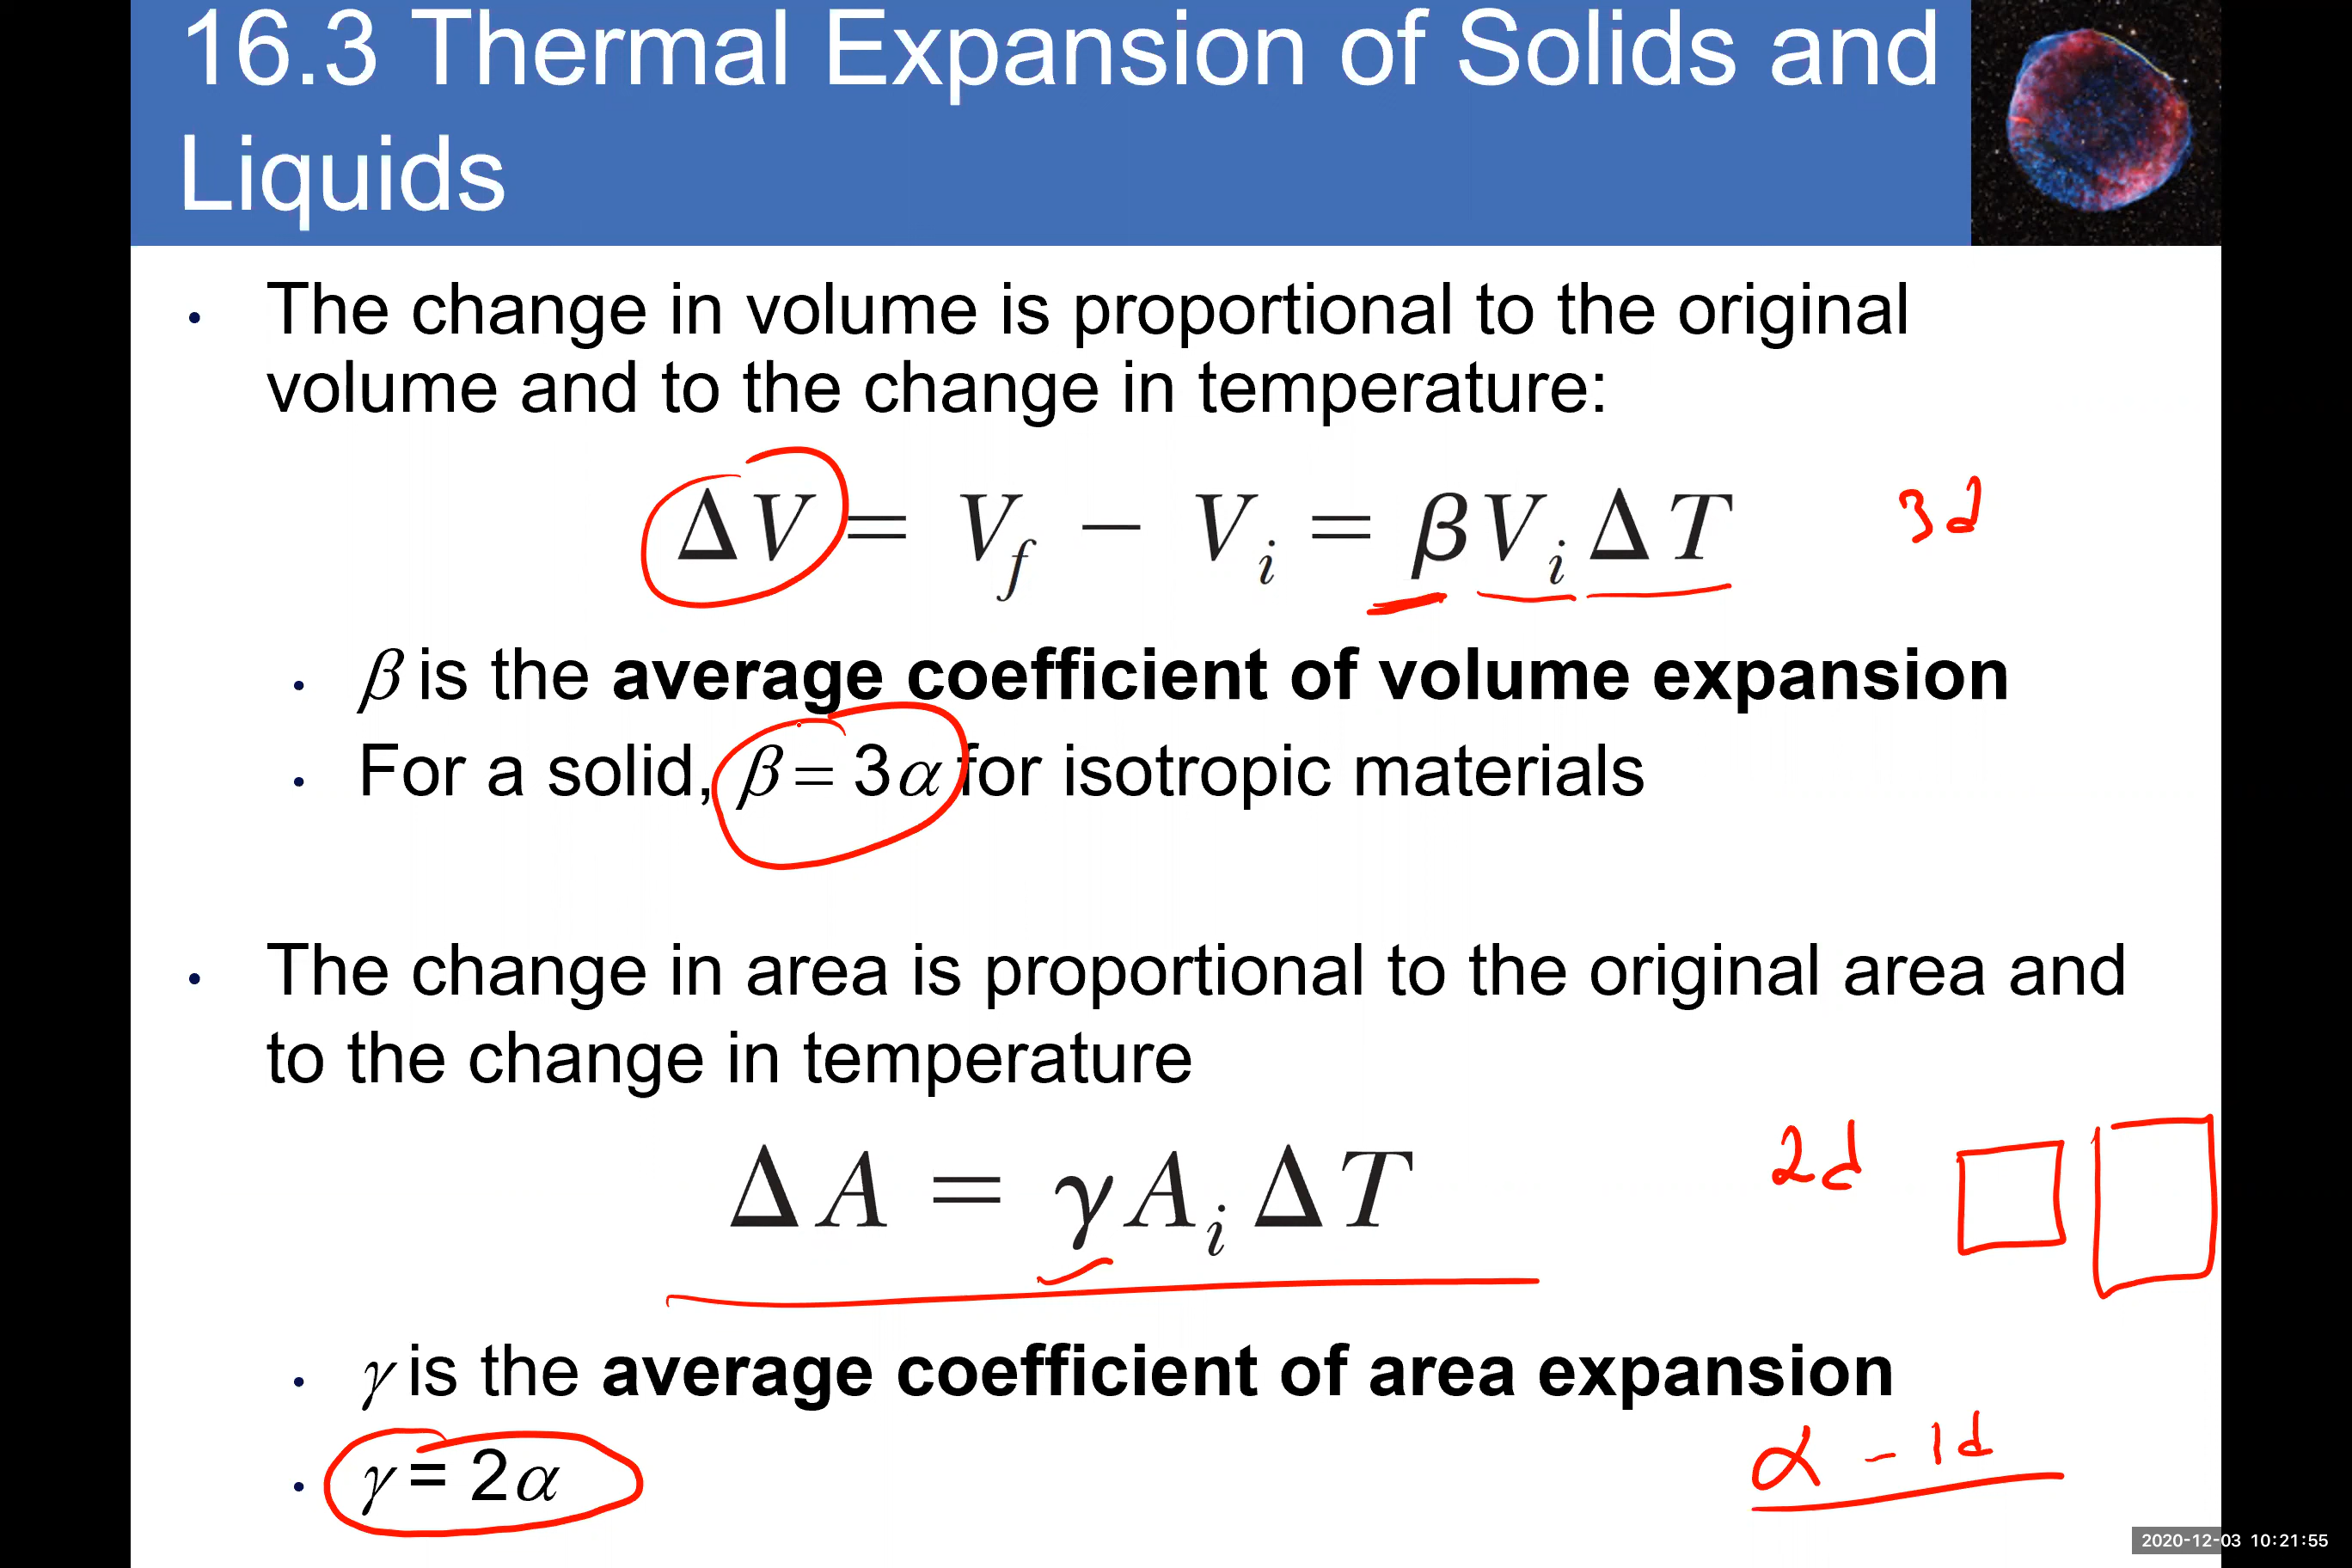 16.3 Thermal Expansion of Solids and
Liquids
• The change in volume is proportional to the original
volume and to the change in temperature:
ΔV = V_f − V_i = βV_i ΔT
3d
• β is the average coefficient of volume expansion
• For a solid, β = 3α for isotropic materials
• The change in area is proportional to the original area and
to the change in temperature
ΔA = γA_i ΔT
2d
• γ is the average coefficient of area expansion
• γ = 2α
α - 1d
2020-12-03 10:21:55